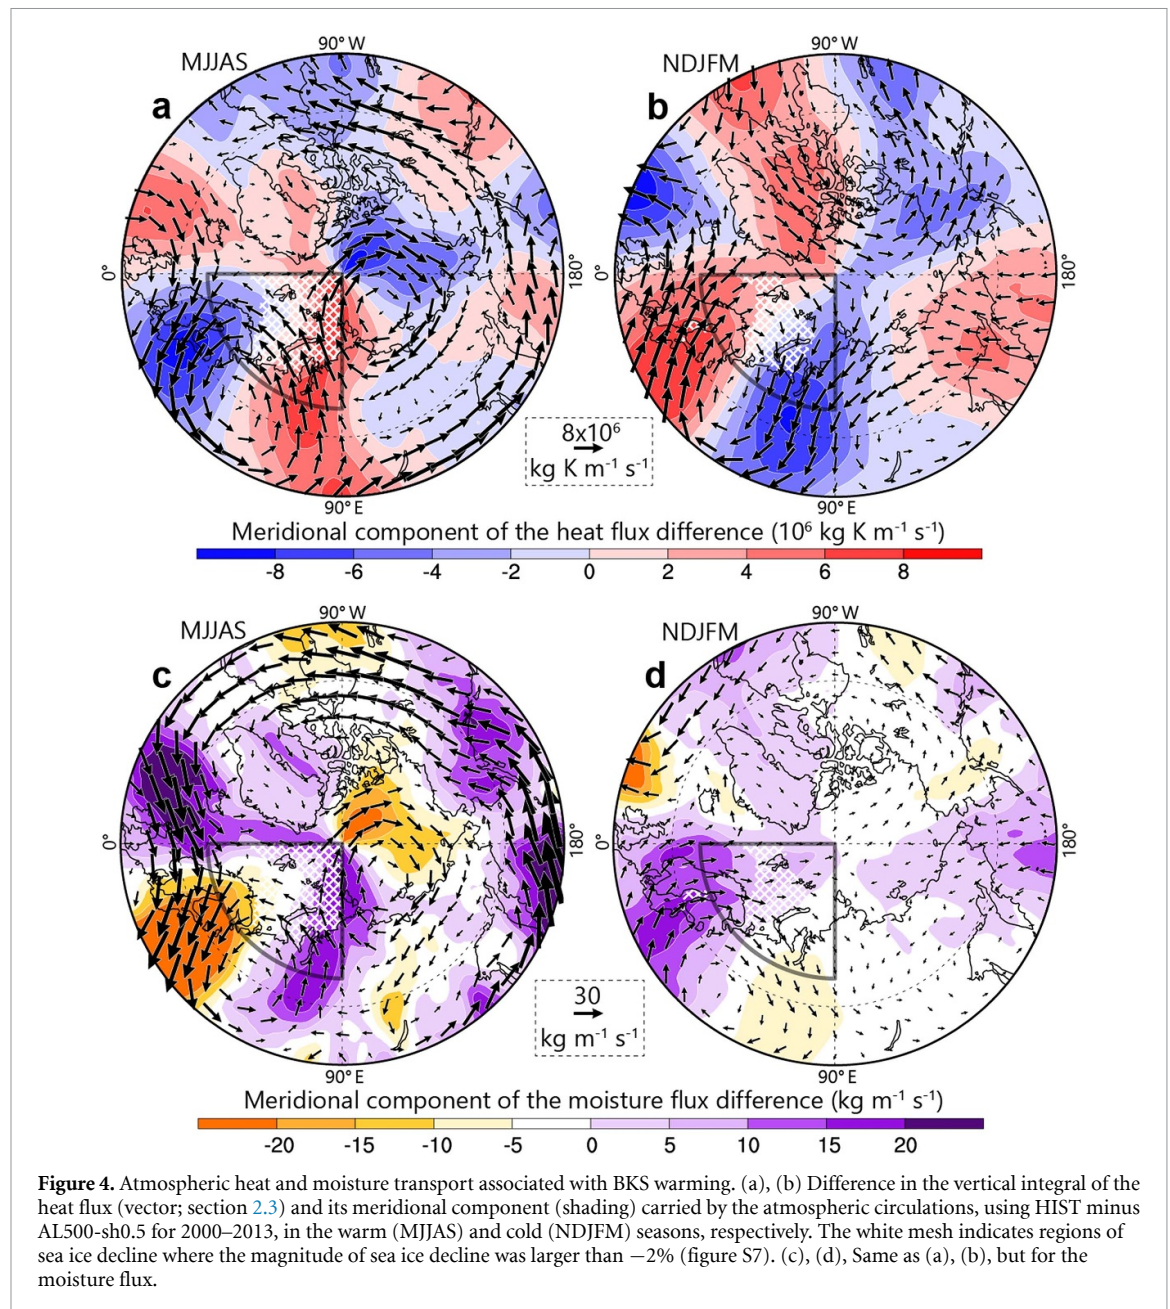 90° W
90° W
MJJAS
NDJFM
a
b
0°
180°
0°
180°
8x10⁶
kg K m⁻¹ s⁻¹
90° E
90° E
Meridional component of the heat flux difference (10⁶ kg K m⁻¹ s⁻¹)
-8 -6 -4 -2 0 2 4 6 8
90° W
90° W
MJJAS
NDJFM
c
d
0°
180°
0°
180°
30
kg m⁻¹ s⁻¹
90° E
90° E
Meridional component of the moisture flux difference (kg m⁻¹ s⁻¹)
-20 -15 -10 -5 0 5 10 15 20
Figure 4. Atmospheric heat and moisture transport associated with BKS warming. (a), (b) Difference in the vertical integral of the
heat flux (vector; section 2.3) and its meridional component (shading) carried by the atmospheric circulations, using HIST minus
AL500-sh0.5 for 2000–2013, in the warm (MJJAS) and cold (NDJFM) seasons, respectively. The white mesh indicates regions of
sea ice decline where the magnitude of sea ice decline was larger than −2% (figure S7). (c), (d), Same as (a), (b), but for the
moisture flux.